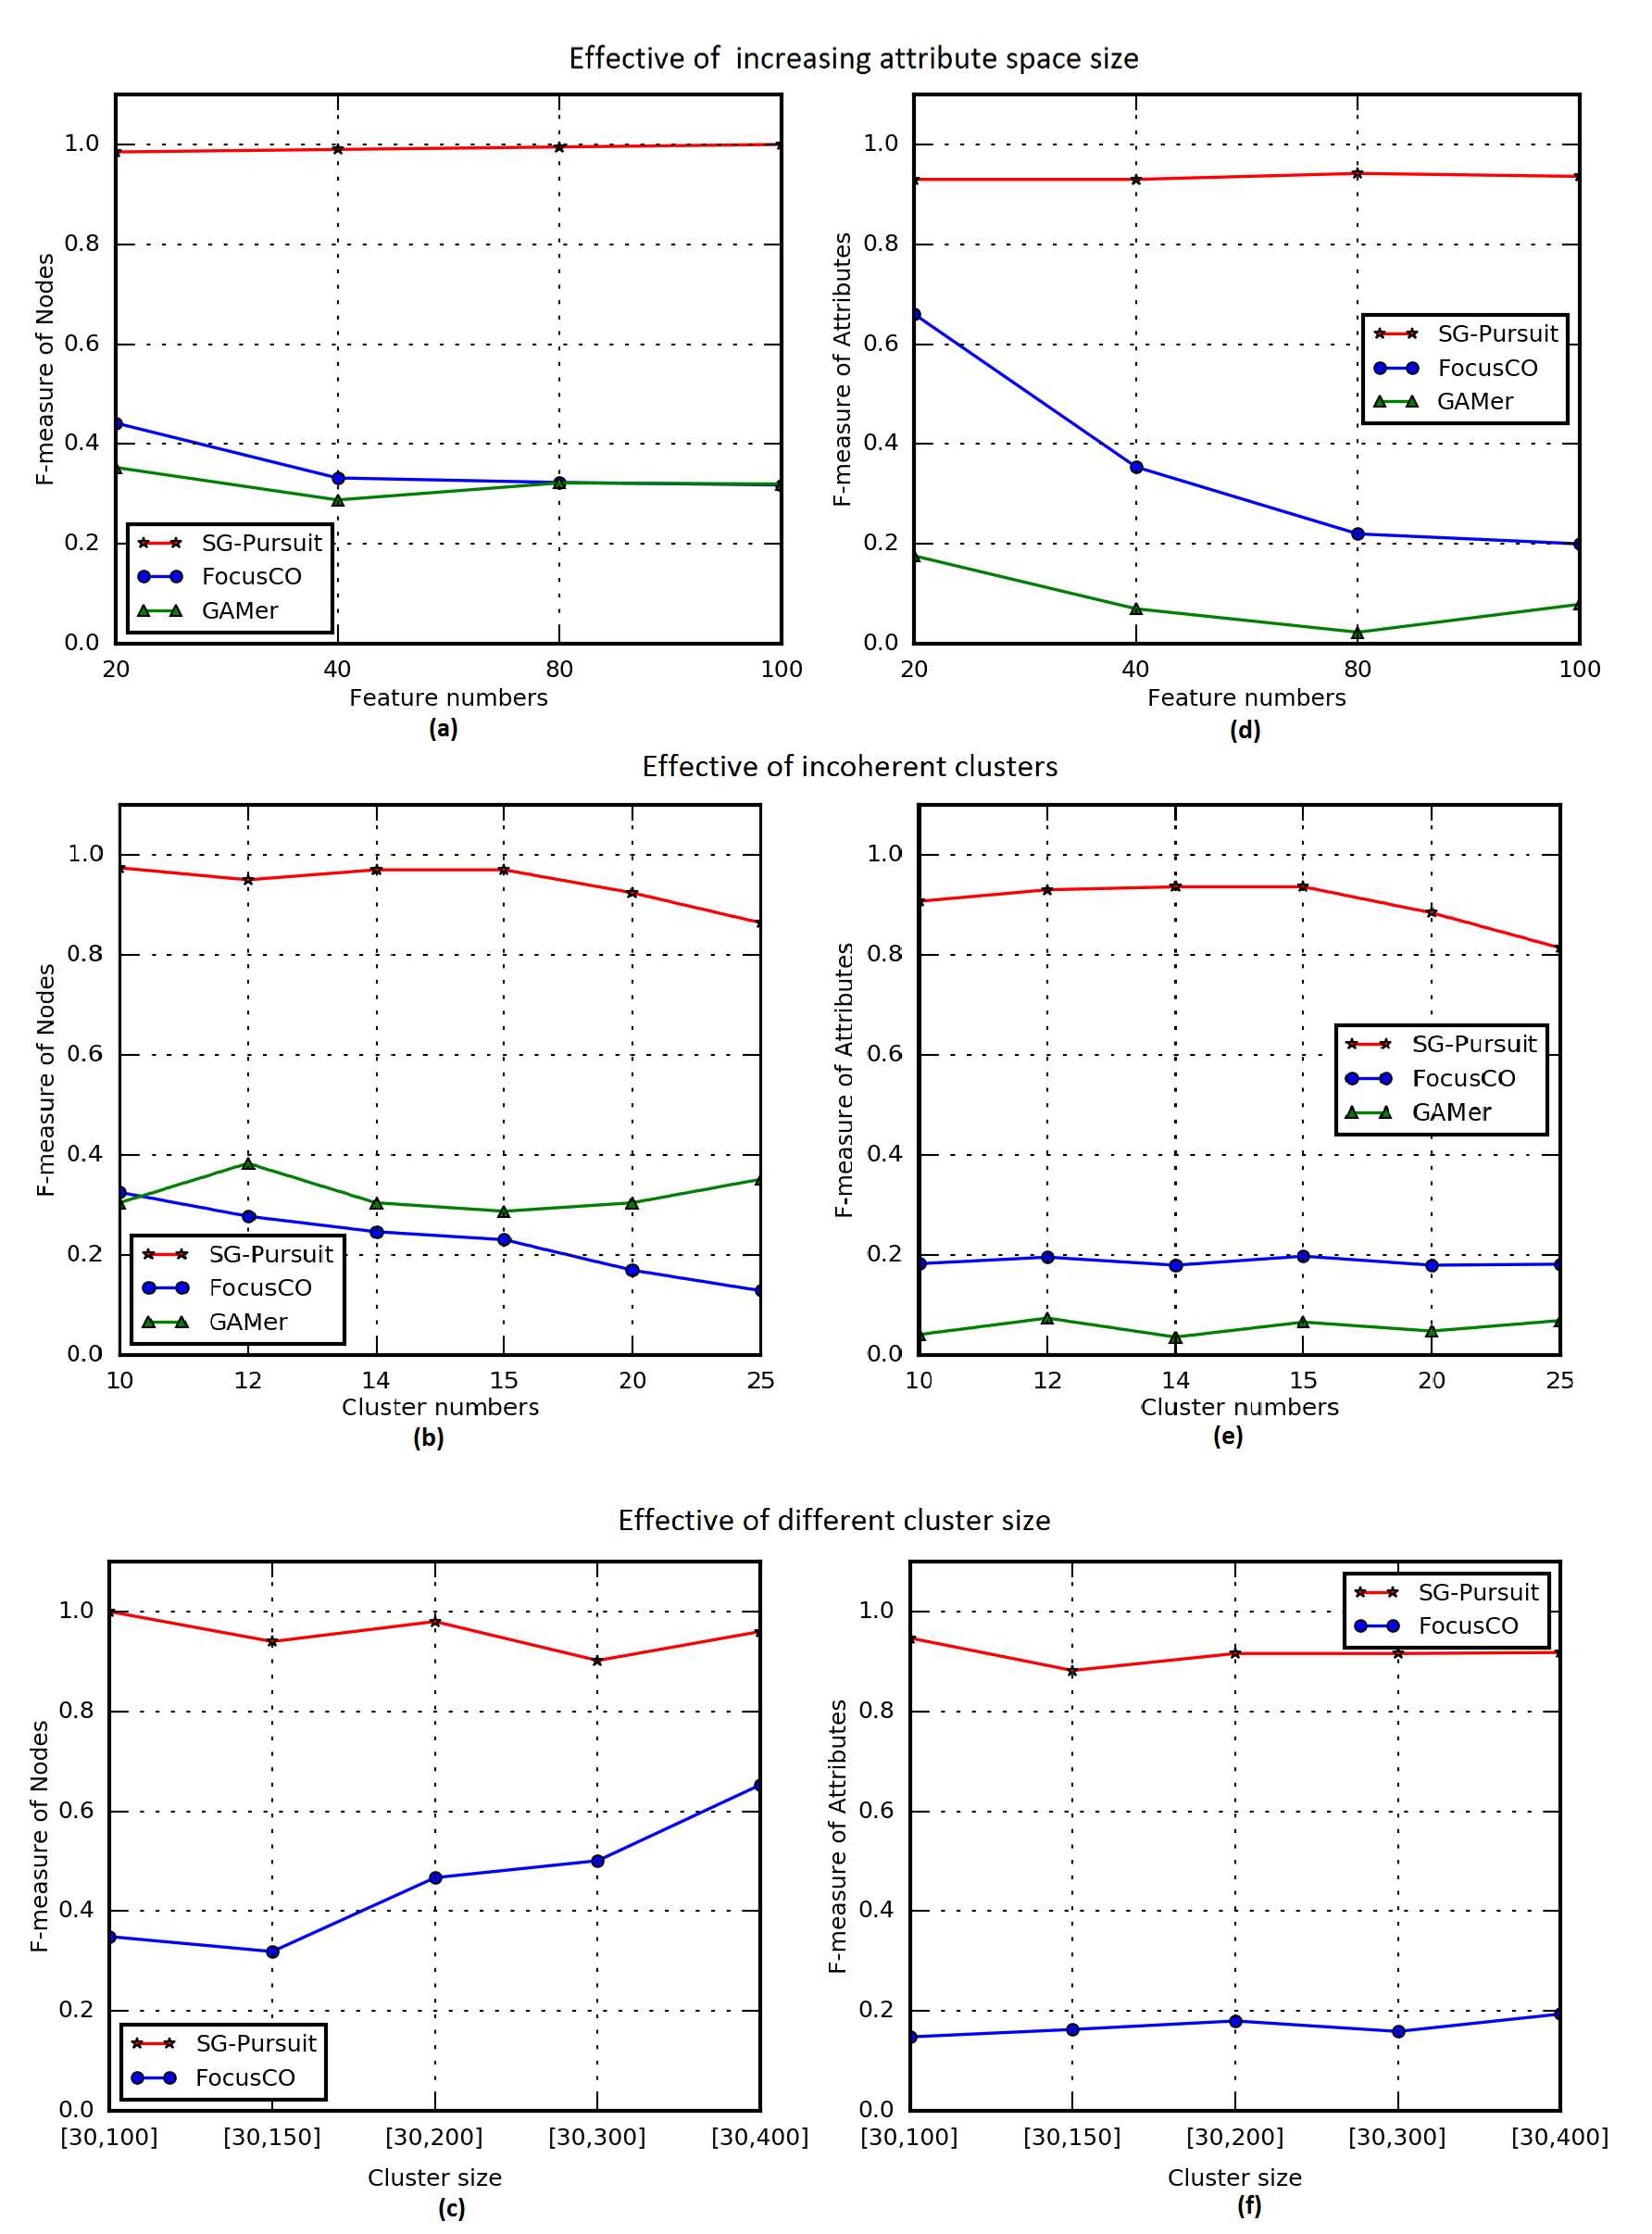 Effective of  increasing attribute space size
F-measure of Nodes
1.0
0.8
0.6
0.4
0.2
0.0
SG-Pursuit
FocusCO
GAMer
20 40 80 100
Feature numbers
(a)
F-measure of Attributes
1.0
0.8
0.6
0.4
0.2
0.0
SG-Pursuit
FocusCO
GAMer
20 40 80 100
Feature numbers
(d)
Effective of incoherent clusters
F-measure of Nodes
1.0
0.8
0.6
0.4
0.2
0.0
SG-Pursuit
FocusCO
GAMer
10 12 14 15 20 25
Cluster numbers
(b)
F-measure of Attributes
1.0
0.8
0.6
0.4
0.2
0.0
SG-Pursuit
FocusCO
GAMer
10 12 14 15 20 25
Cluster numbers
(e)
Effective of different cluster size
F-measure of Nodes
1.0
0.8
0.6
0.4
0.2
0.0
SG-Pursuit
FocusCO
[30,100] [30,150] [30,200] [30,300] [30,400]
Cluster size
(c)
F-measure of Attributes
1.0
0.8
0.6
0.4
0.2
0.0
SG-Pursuit
FocusCO
[30,100] [30,150] [30,200] [30,300] [30,400]
Cluster size
(f)